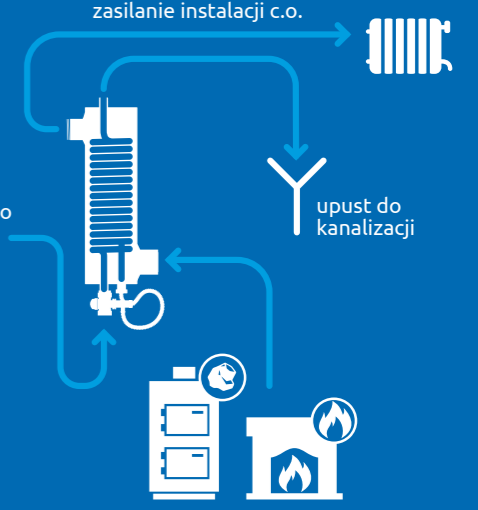 zasilanie instalacji c.o.
o
upust do
kanalizacji